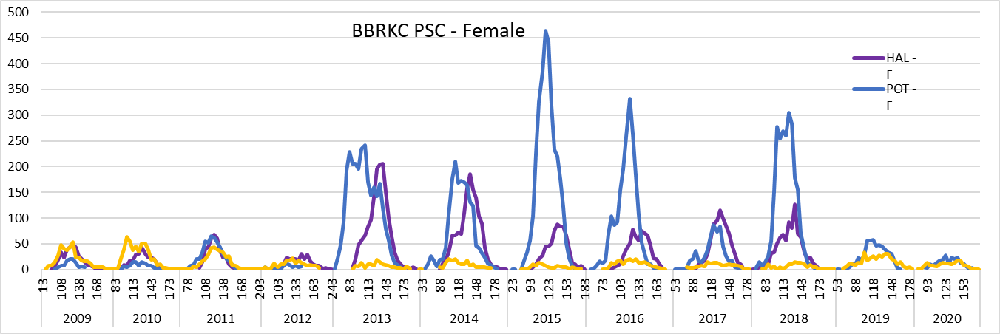 BBRKC PSC - Female
500
450
400
350
300
250
200
150
100
50
0
HAL -
F
POT -
F
13 108 138 168 83 113 143 173 78 108 138 168 205 103 133 163 245 83 113 143 173 88 118 148 178 23 93 123 153 183 73 103 133 163 53 88 118 148 178 83 113 143 173 53 88 118 148 178 93 123 153
2009 2010 2011 2012 2013 2014 2015 2016 2017 2018 2019 2020